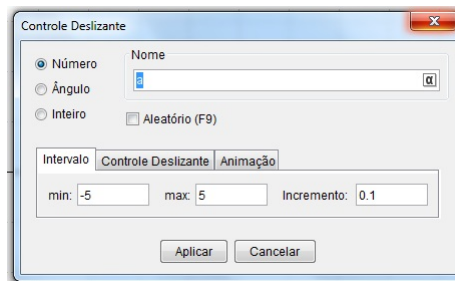 Controle Deslizante
Número
Ângulo
Inteiro
Nome
a
α
Aleatório (F9)
Intervalo Controle Deslizante Animação
min: -5 max: 5 Incremento: 0.1
Aplicar Cancelar